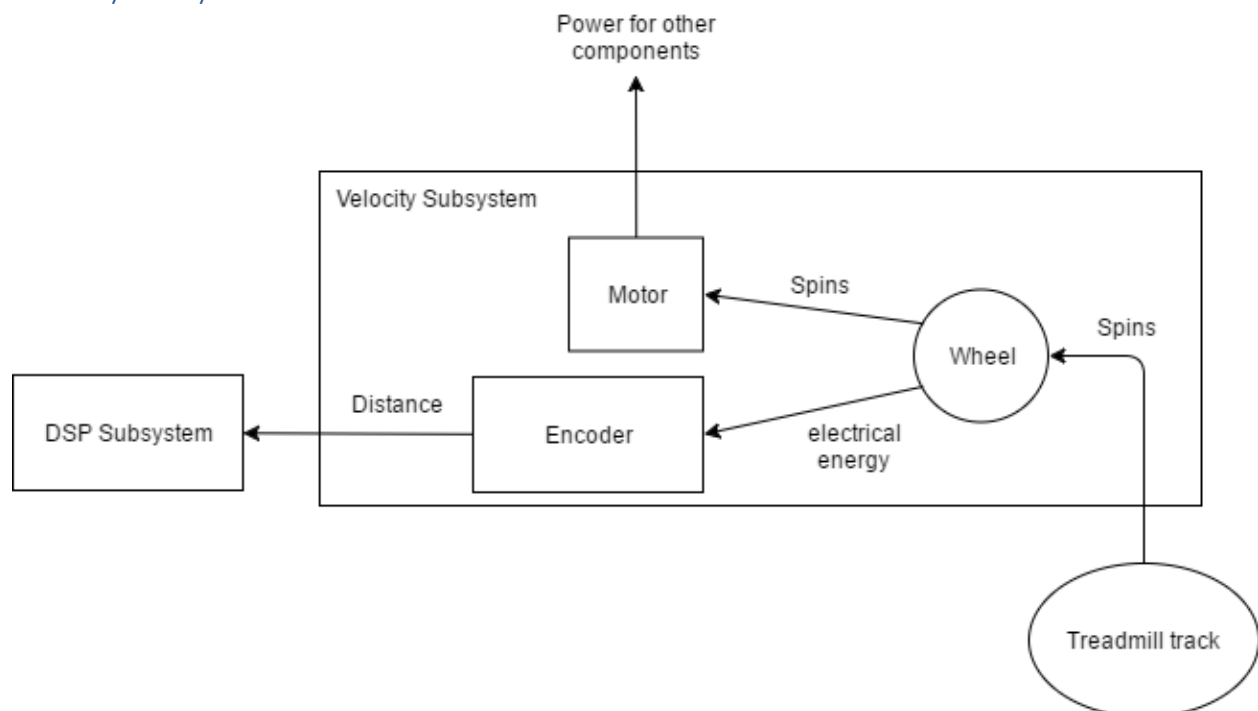 Power for other
components
Velocity Subsystem
Motor
Spins
Spins
Wheel
Distance
DSP Subsystem
Encoder
electrical
energy
Treadmill track